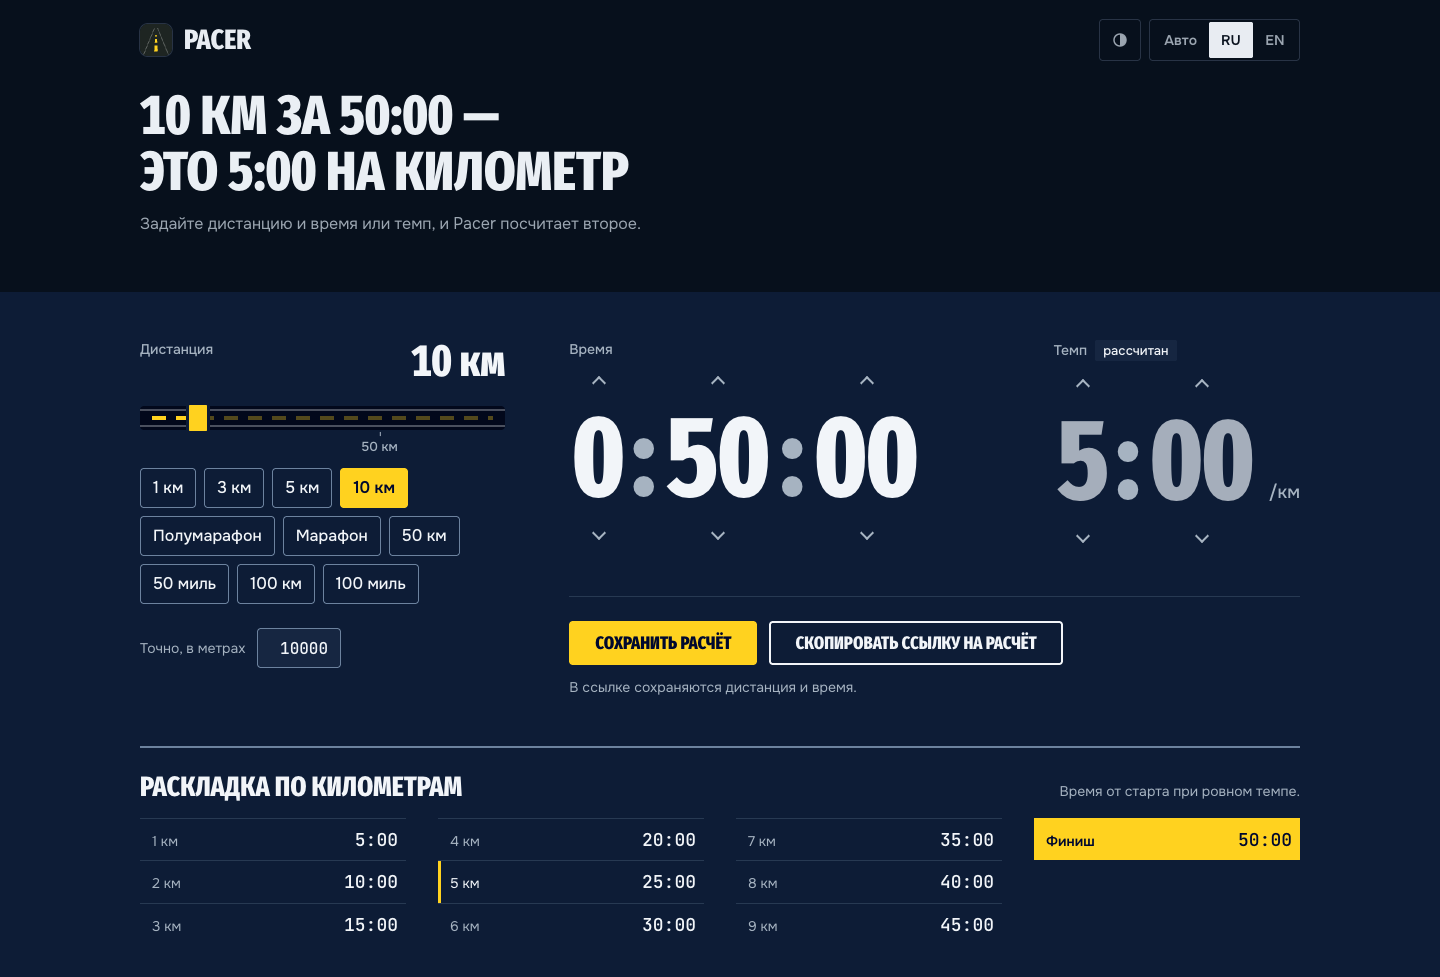 PACER
Авто RU EN
10 КМ ЗА 50:00 —
ЭТО 5:00 НА КИЛОМЕТР
Задайте дистанцию и время или темп, и Pacer посчитает второе.
Дистанция
10 км
50 км
1 км 3 км 5 км 10 км
Полумарафон Марафон 50 км
50 миль 100 км 100 миль
Точно, в метрах 10000
Время
0:50:00
Темп рассчитан
5:00 /км
СОХРАНИТЬ РАСЧЁТ СКОПИРОВАТЬ ССЫЛКУ НА РАСЧЁТ
В ссылке сохраняются дистанция и время.
РАСКЛАДКА ПО КИЛОМЕТРАМ
Время от старта при ровном темпе.
1 км 5:00
2 км 10:00
3 км 15:00
4 км 20:00
5 км 25:00
6 км 30:00
7 км 35:00
8 км 40:00
9 км 45:00
Финиш 50:00